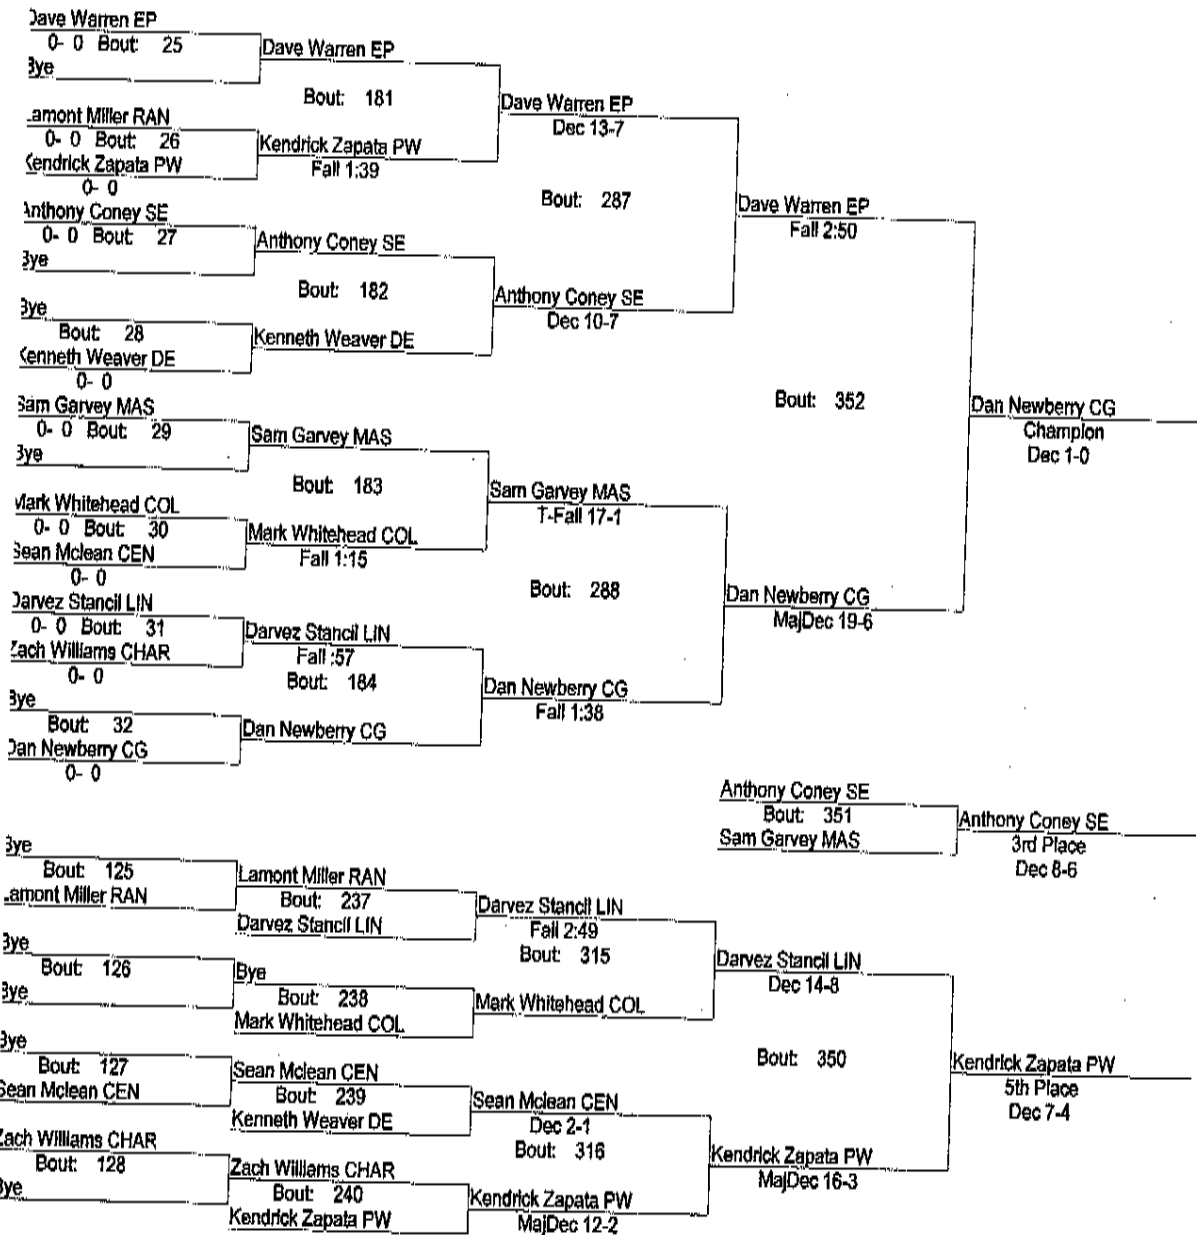 Dave Warren EP
0- 0 Bout: 25
Dave Warren EP
Bye
Bout: 181
Dave Warren EP
Dec 13-7
Lamont Miller RAN
0- 0 Bout: 26
Kendrick Zapata PW
Fall 1:39
Kendrick Zapata PW
0- 0
Bout: 287
Dave Warren EP
Fall 2:50
Anthony Coney SE
0- 0 Bout: 27
Anthony Coney SE
Bye
Bout: 182
Anthony Coney SE
Dec 10-7
Bye
Bout: 28
Kenneth Weaver DE
Kenneth Weaver DE
0- 0
Bout: 352
Dan Newberry CG
Champion
Dec 1-0
Sam Garvey MAS
0- 0 Bout: 29
Sam Garvey MAS
Bye
Bout: 183
Sam Garvey MAS
T-Fall 17-1
Mark Whitehead COL
0- 0 Bout: 30
Mark Whitehead COL
Fall 1:15
Sean Mclean CEN
0- 0
Bout: 288
Dan Newberry CG
MajDec 19-6
Darvez Stancil LIN
0- 0 Bout: 31
Darvez Stancil LIN
Fall :57
Zach Williams CHAR
0- 0
Bout: 184
Dan Newberry CG
Fall 1:38
Bye
Bout: 32
Dan Newberry CG
Dan Newberry CG
0- 0
Anthony Coney SE
Bout: 351
Anthony Coney SE
3rd Place
Dec 8-6
Sam Garvey MAS
Bye
Bout: 125
Lamont Miller RAN
Lamont Miller RAN
Bout: 237
Darvez Stancil LIN
Darvez Stancil LIN
Fall 2:49
Bout: 315
Darvez Stancil LIN
Dec 14-8
Bye
Bout: 126
Bye
Bye
Bout: 238
Mark Whitehead COL
Mark Whitehead COL
Bout: 350
Kendrick Zapata PW
5th Place
Dec 7-4
Bye
Bout: 127
Sean Mclean CEN
Sean Mclean CEN
Bout: 239
Kenneth Weaver DE
Sean Mclean CEN
Dec 2-1
Bout: 316
Kendrick Zapata PW
MajDec 16-3
Zach Williams CHAR
Bout: 128
Bye
Zach Williams CHAR
Bout: 240
Kendrick Zapata PW
Kendrick Zapata PW
MajDec 12-2